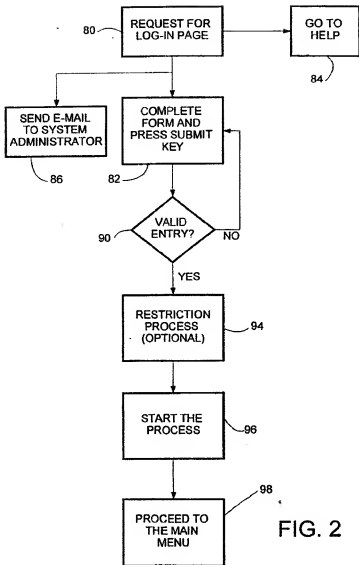 80
REQUEST FOR
LOG-IN PAGE
GO TO
HELP
84
SEND E-MAIL
TO SYSTEM
ADMINISTRATOR
86
COMPLETE
FORM AND
PRESS SUBMIT
KEY
82
VALID
ENTRY?
90
NO
YES
RESTRICTION
PROCESS
(OPTIONAL)
94
START THE
PROCESS
96
PROCEED TO
THE MAIN
MENU
98
FIG. 2